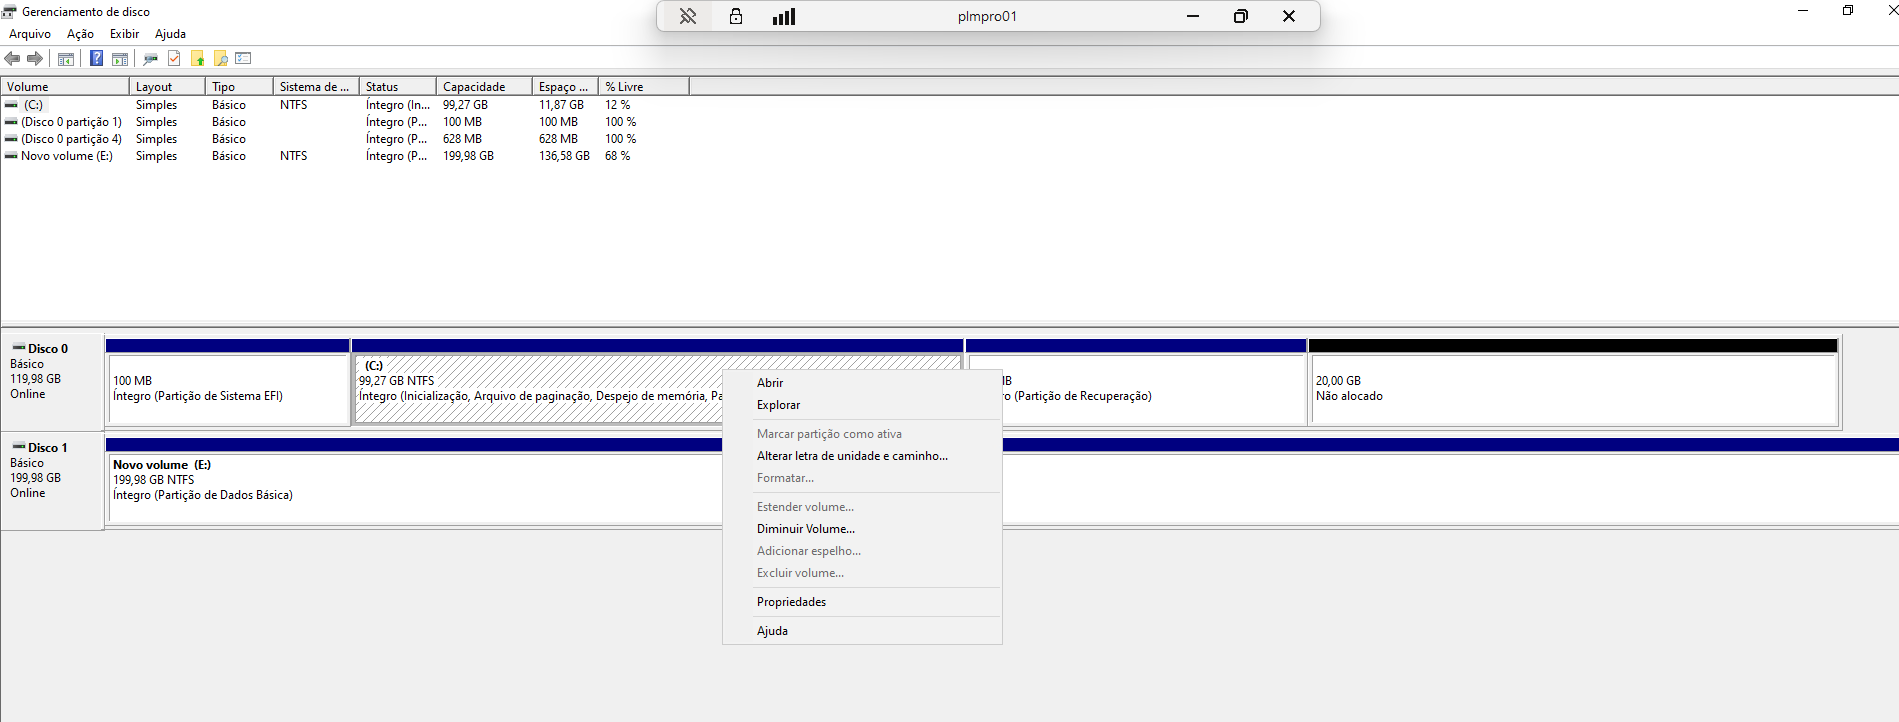 Gerenciamento de disco
plmpro01
Arquivo Ação Exibir Ajuda
Volume Layout Tipo Sistema de ... Status Capacidade Espaço ... % Livre
(C:) Simples Básico NTFS Íntegro (In... 99,27 GB 11,87 GB 12 %
(Disco 0 partição 1) Simples Básico Íntegro (P... 100 MB 100 MB 100 %
(Disco 0 partição 4) Simples Básico Íntegro (P... 628 MB 628 MB 100 %
Novo volume (E:) Simples Básico NTFS Íntegro (P... 199,98 GB 136,58 GB 68 %
Disco 0
Básico
119,98 GB
Online
100 MB
Íntegro (Partição de Sistema EFI)
(C:)
99,27 GB NTFS
Íntegro (Inicialização, Arquivo de paginação, Despejo de memória,
(Partição de Recuperação)
20,00 GB
Não alocado
Disco 1
Básico
199,98 GB
Online
Novo volume (E:)
199,98 GB NTFS
Íntegro (Partição de Dados Básica)
Abrir
Explorar
Marcar partição como ativa
Alterar letra de unidade e caminho...
Formatar...
Estender volume...
Diminuir Volume...
Adicionar espelho...
Excluir volume...
Propriedades
Ajuda